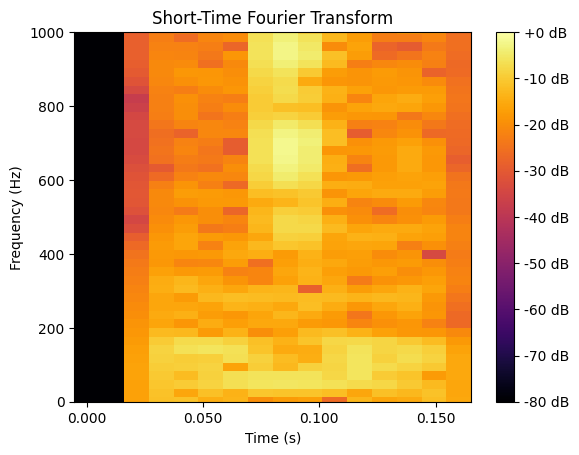 Short-Time Fourier Transform
1000
800
600
400
200
0
Frequency (Hz)
0.000
0.050
0.100
0.150
Time (s)
+0 dB
-10 dB
-20 dB
-30 dB
-40 dB
-50 dB
-60 dB
-70 dB
-80 dB